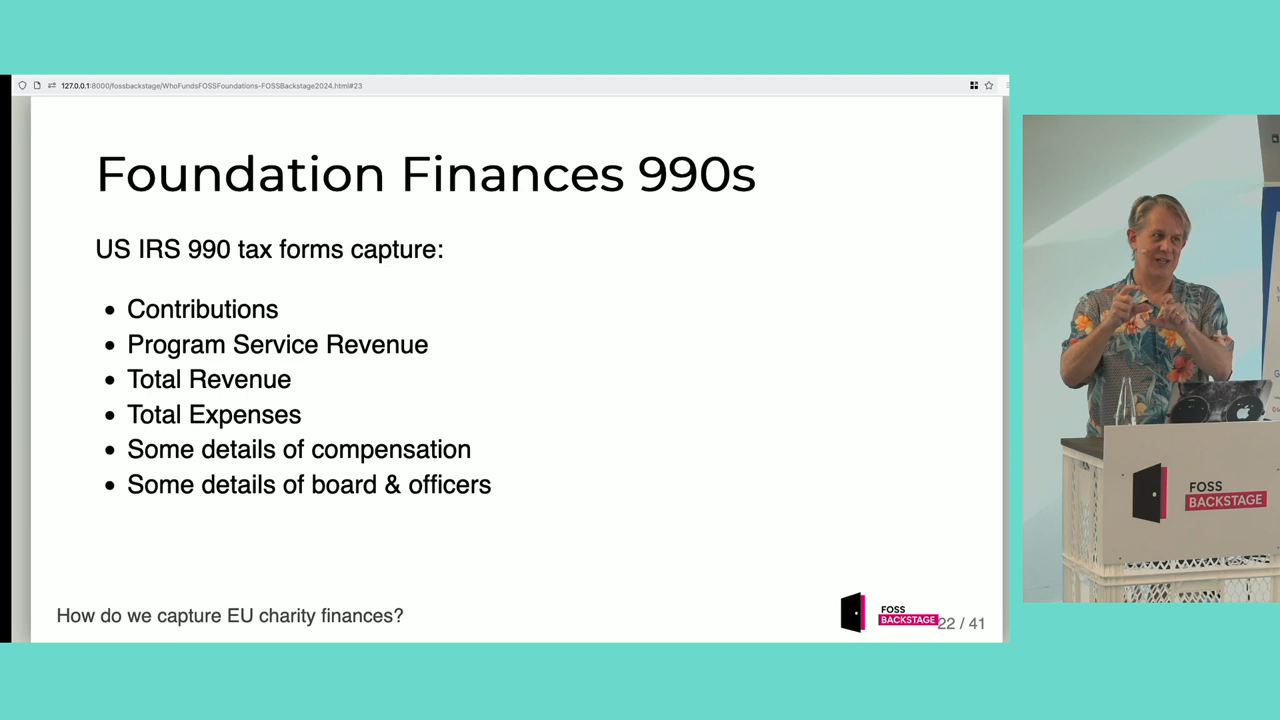 127.0.0.1:8000/fossbackstage/WhoFundsFOSSFoundations-FOSSBackstage2024.html#23
Foundation Finances 990s
US IRS 990 tax forms capture:
• Contributions
• Program Service Revenue
• Total Revenue
• Total Expenses
• Some details of compensation
• Some details of board & officers
How do we capture EU charity finances?
FOSS
BACKSTAGE
22 / 41
FOSS
BACKSTAGE